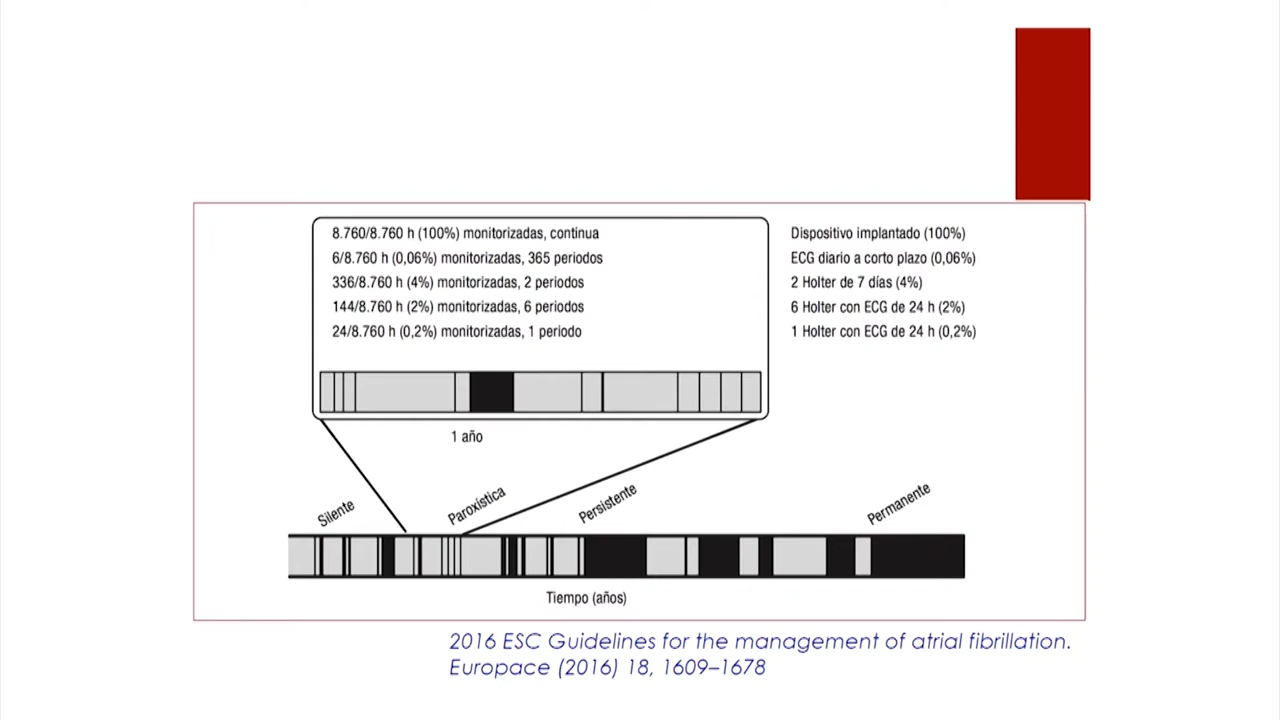 8.760/8.760 h (100%) monitorizadas, continua
6/8.760 h (0,06%) monitorizadas, 365 periodos
336/8.760 h (4%) monitorizadas, 2 periodos
144/8.760 h (2%) monitorizadas, 6 periodos
24/8.760 h (0,2%) monitorizadas, 1 periodo
Dispositivo implantado (100%)
ECG diario a corto plazo (0,06%)
2 Holter de 7 días (4%)
6 Holter con ECG de 24 h (2%)
1 Holter con ECG de 24 h (0,2%)
1 año
Silente
Paroxística
Persistente
Permanente
Tiempo (años)
2016 ESC Guidelines for the management of atrial fibrillation.
Europace (2016) 18, 1609–1678